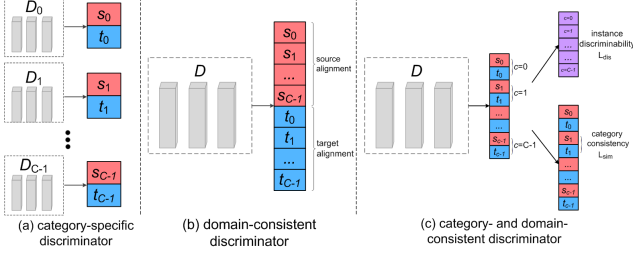 D0
s0
t0
D1
s1
t1
DC-1
sC-1
tC-1
(a) category-specific
discriminator
D
s0
s1
...
sC-1
t0
t1
...
tC-1
source
alignment
target
alignment
(b) domain-consistent
discriminator
D
s0
t0
s1
t1
...
...
sC-1
tC-1
c=0
c=1
c=C-1
c=0
c=1
...
...
c=C-1
instance
discriminability
Ldis
s0
t0
s1
t1
...
...
sC-1
tC-1
category
consistency
Lsim
(c) category- and domain-
consistent discriminator